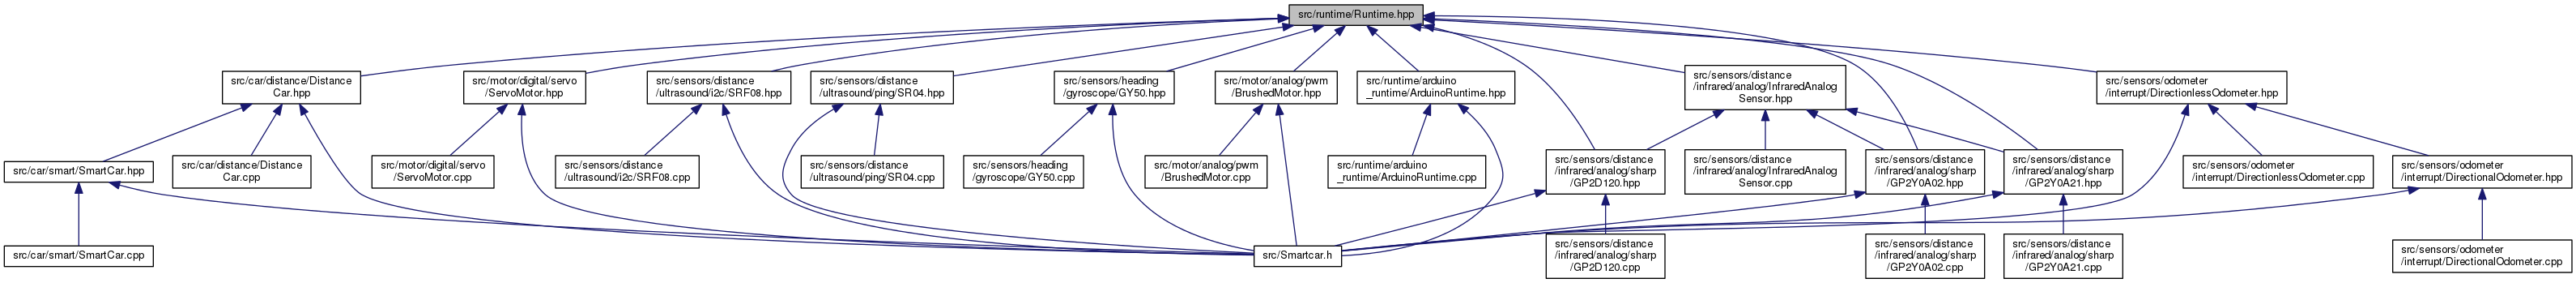 src/runtime/Runtime.hpp
src/car/distance/Distance
Car.hpp
src/motor/digital/servo
/ServoMotor.hpp
src/sensors/distance
/ultrasound/i2c/SRF08.hpp
src/sensors/distance
/ultrasound/ping/SR04.hpp
src/sensors/heading
/gyroscope/GY50.hpp
src/motor/analog/pwm
/BrushedMotor.hpp
src/runtime/arduino
_runtime/ArduinoRuntime.hpp
src/sensors/distance
/infrared/analog/InfraredAnalog
Sensor.hpp
src/sensors/odometer
/interrupt/DirectionlessOdometer.hpp
src/car/smart/SmartCar.hpp
src/car/distance/Distance
Car.cpp
src/motor/digital/servo
/ServoMotor.cpp
src/sensors/distance
/ultrasound/i2c/SRF08.cpp
src/sensors/distance
/ultrasound/ping/SR04.cpp
src/sensors/heading
/gyroscope/GY50.cpp
src/motor/analog/pwm
/BrushedMotor.cpp
src/runtime/arduino
_runtime/ArduinoRuntime.cpp
src/sensors/distance
/infrared/analog/sharp
/GP2D120.hpp
src/sensors/distance
/infrared/analog/InfraredAnalog
Sensor.cpp
src/sensors/distance
/infrared/analog/sharp
/GP2Y0A02.hpp
src/sensors/distance
/infrared/analog/sharp
/GP2Y0A21.hpp
src/sensors/odometer
/interrupt/DirectionlessOdometer.cpp
src/sensors/odometer
/interrupt/DirectionalOdometer.hpp
src/car/smart/SmartCar.cpp
src/Smartcar.h
src/sensors/distance
/infrared/analog/sharp
/GP2D120.cpp
src/sensors/distance
/infrared/analog/sharp
/GP2Y0A02.cpp
src/sensors/distance
/infrared/analog/sharp
/GP2Y0A21.cpp
src/sensors/odometer
/interrupt/DirectionalOdometer.cpp